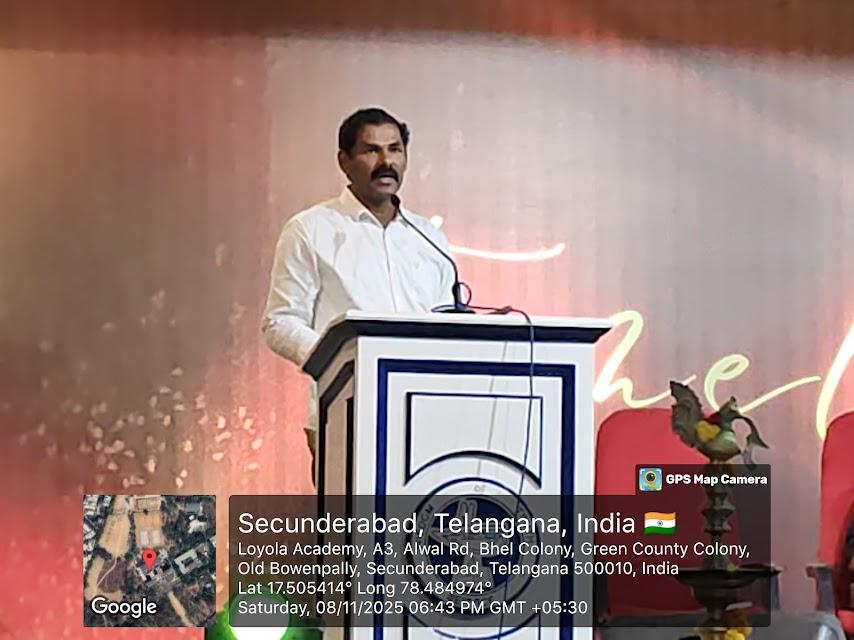 The
GPS Map Camera
Secunderabad, Telangana, India 🇮🇳
Loyola Academy, A3, Alwal Rd, Bhel Colony, Green County Colony,
Old Bowenpally, Secunderabad, Telangana 500010, India
Lat 17.505414° Long 78.484974°
Saturday, 08/11/2025 06:43 PM GMT +05:30
Google